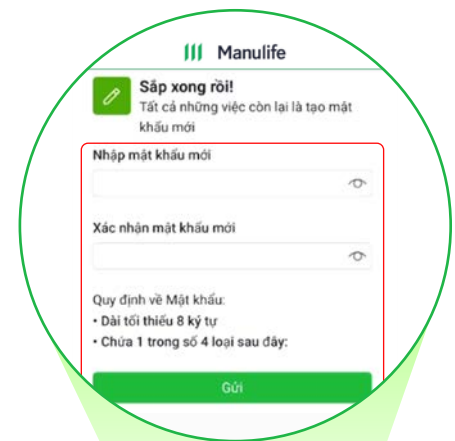 Manulife
Sắp xong rồi!
Tất cả những việc còn lại là tạo mật
khẩu mới
Nhập mật khẩu mới
Xác nhận mật khẩu mới
Quy định về Mật khẩu:
• Dài tối thiểu 8 ký tự
• Chứa 1 trong số 4 loại sau đây:
Gửi